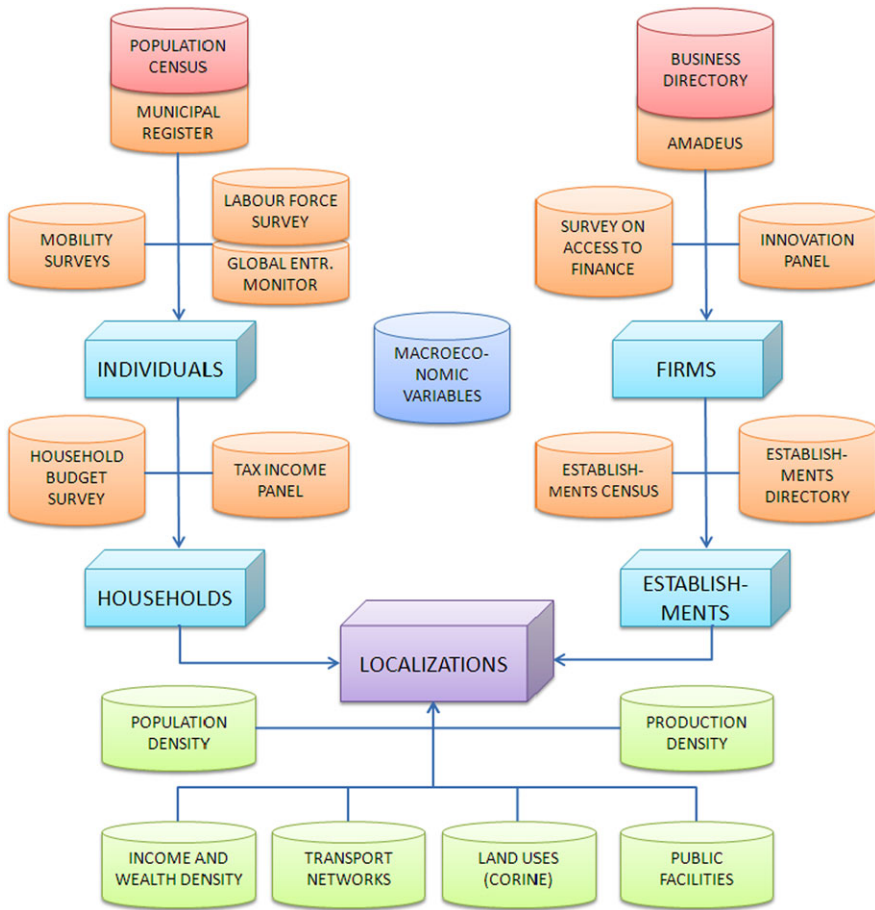 POPULATION
CENSUS
MUNICIPAL
REGISTER
BUSINESS
DIRECTORY
AMADEUS
MOBILITY
SURVEYS
LABOUR FORCE
SURVEY
GLOBAL ENTR.
MONITOR
SURVEY ON
ACCESS TO
FINANCE
INNOVATION
PANEL
INDIVIDUALS
MACROECO-
NOMIC
VARIABLES
FIRMS
HOUSEHOLD
BUDGET
SURVEY
TAX INCOME
PANEL
ESTABLISH-
MENTS CENSUS
ESTABLISH-
MENTS
DIRECTORY
HOUSEHOLDS
ESTABLISH-
MENTS
LOCALIZATIONS
POPULATION
DENSITY
PRODUCTION
DENSITY
INCOME AND
WEALTH DENSITY
TRANSPORT
NETWORKS
LAND USES
(CORINE)
PUBLIC
FACILITIES